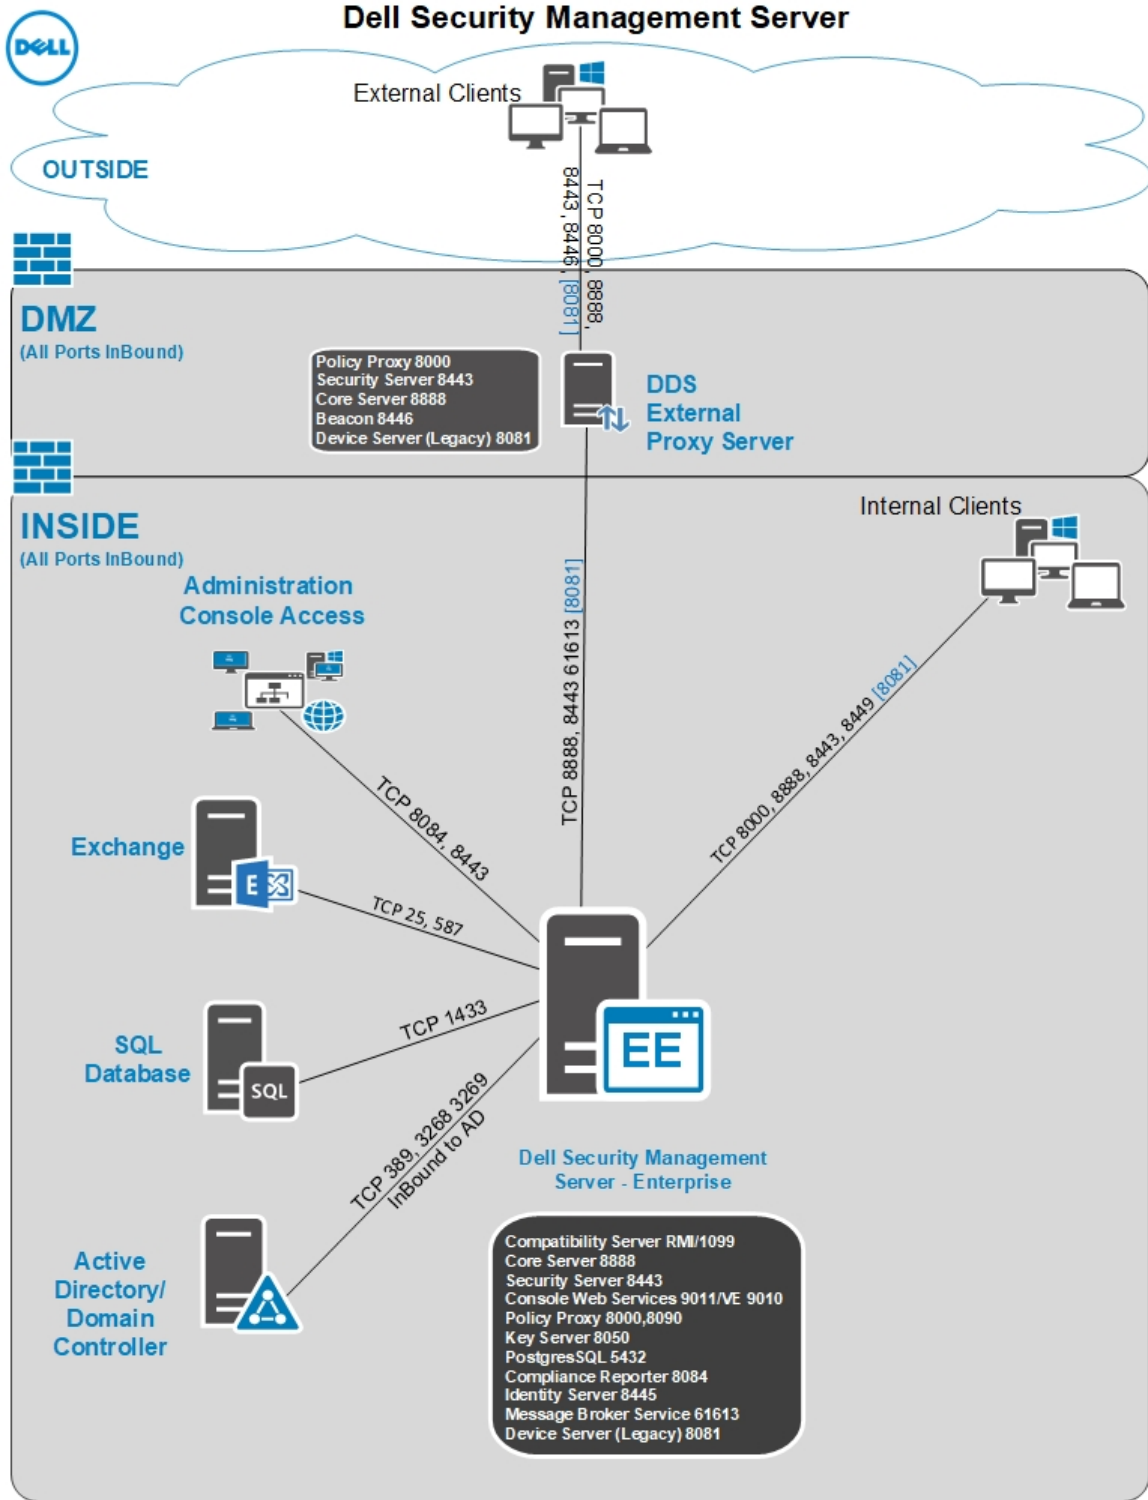 Dell Security Management Server
DELL
External Clients
OUTSIDE
TCP 8000, 8888,
8443, 8446, [8081]
DMZ
(All Ports InBound)
Policy Proxy 8000
Security Server 8443
Core Server 8888
Beacon 8446
Device Server (Legacy) 8081
DDS
External
Proxy Server
INSIDE
(All Ports InBound)
Internal Clients
Administration
Console Access
TCP 8888, 8443 61613 [8081]
TCP 8000, 8888, 8443, 8449 [8081]
TCP 8084, 8443
Exchange
E
TCP 25, 587
SQL
Database
SQL
TCP 1433
EE
TCP 389, 3268 3269
InBound to AD
Dell Security Management
Server - Enterprise
Active
Directory/
Domain
Controller
Compatibility Server RMI/1099
Core Server 8888
Security Server 8443
Console Web Services 9011/VE 9010
Policy Proxy 8000,8090
Key Server 8050
PostgresSQL 5432
Compliance Reporter 8084
Identity Server 8445
Message Broker Service 61613
Device Server (Legacy) 8081